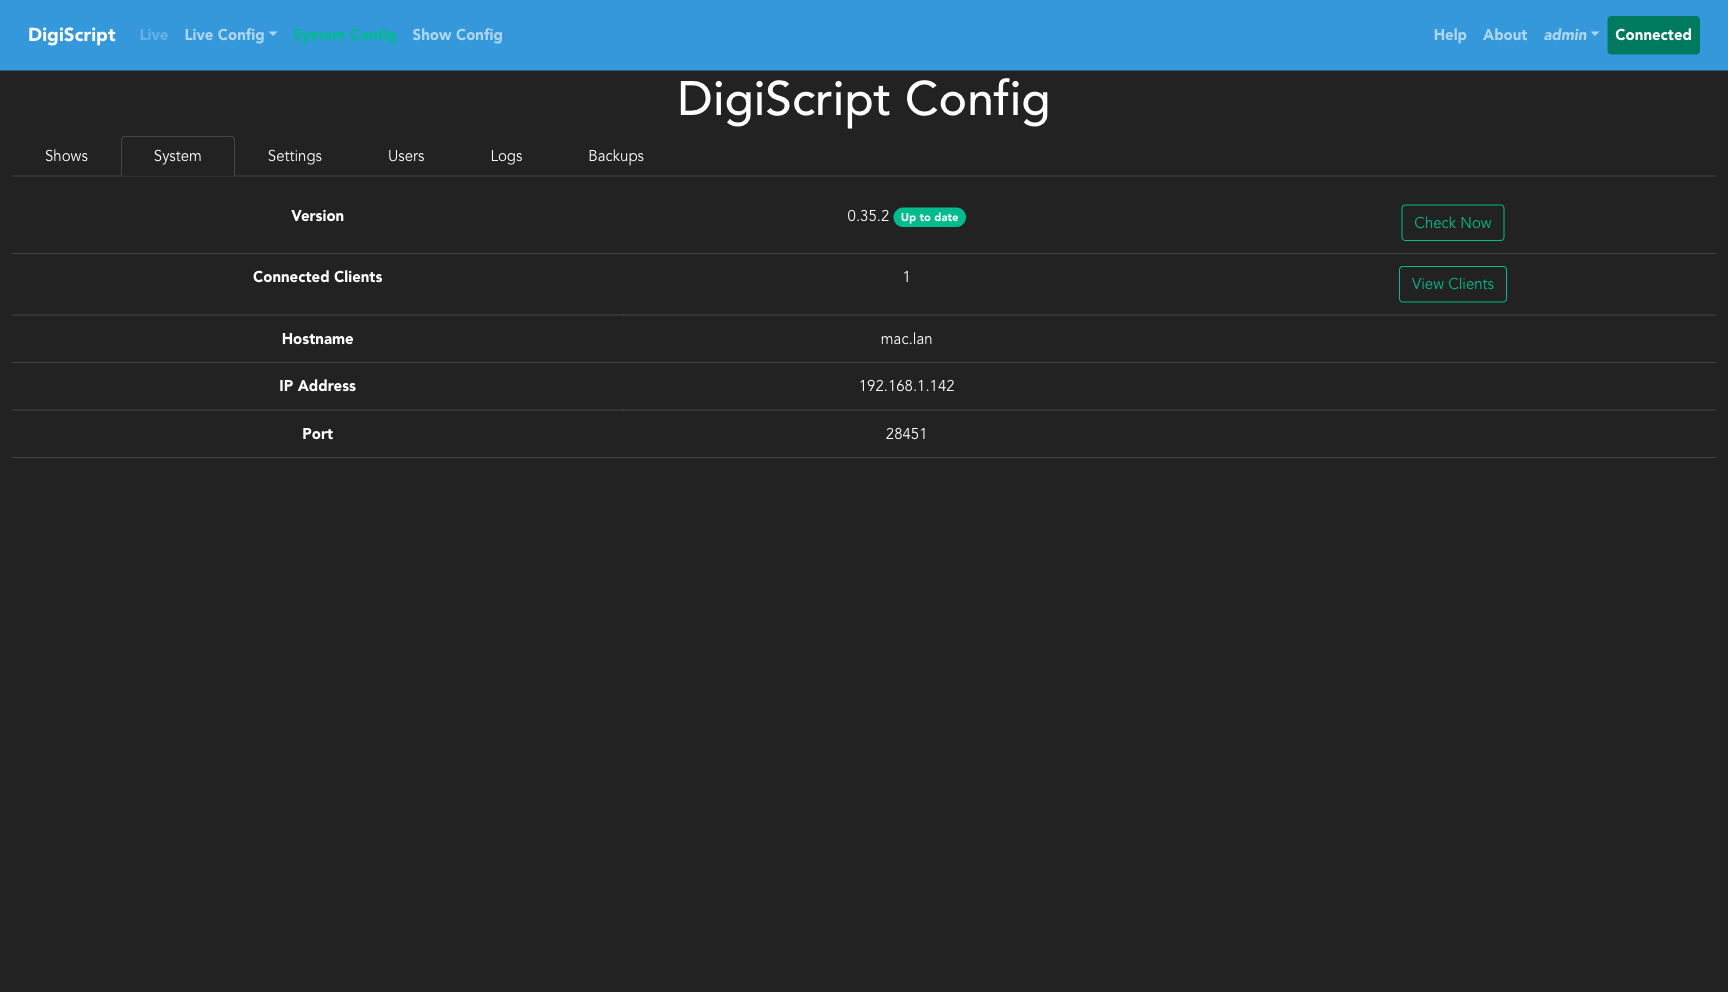 DigiScript Live Live Config System Config Show Config Help About admin Connected
DigiScript Config
Shows System Settings Users Logs Backups
Version 0.35.2 Up to date Check Now
Connected Clients 1 View Clients
Hostname mac.lan
IP Address 192.168.1.142
Port 28451